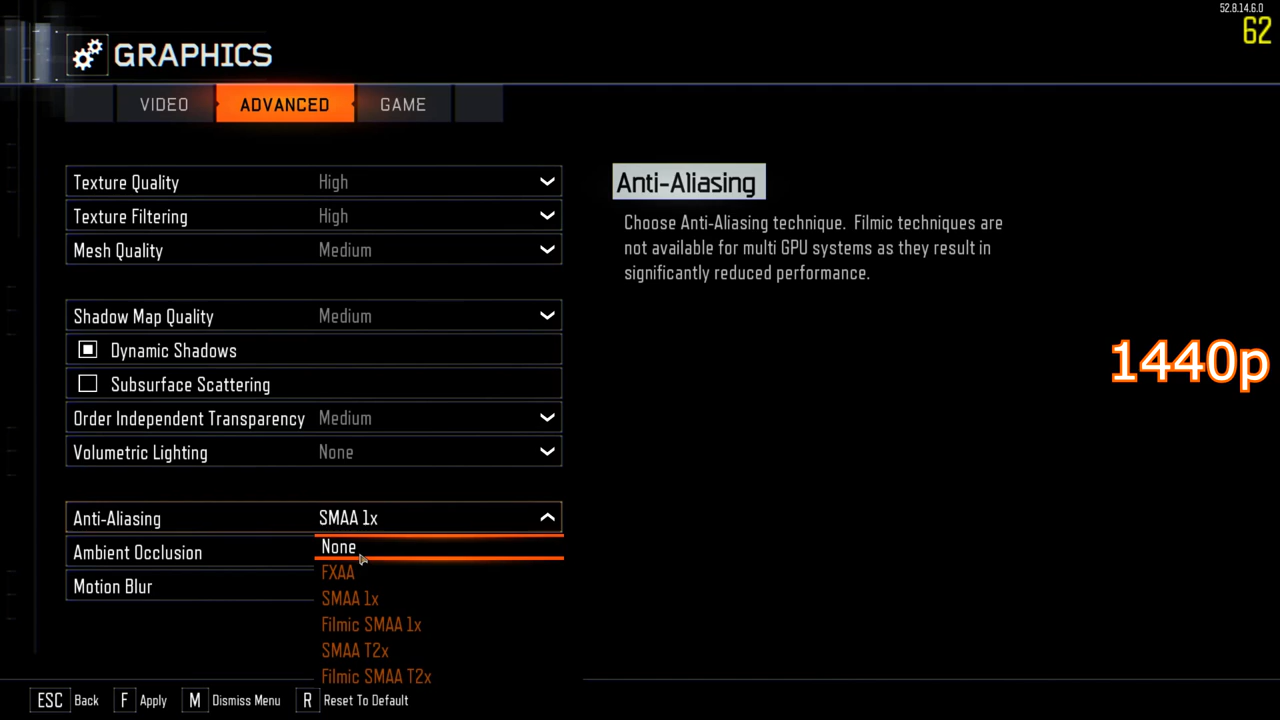 52.8.14.6.0
62
GRAPHICS
VIDEO ADVANCED GAME
Texture Quality High
Texture Filtering High
Mesh Quality Medium
Shadow Map Quality Medium
Dynamic Shadows
Subsurface Scattering
Order Independent Transparency Medium
Volumetric Lighting None
Anti-Aliasing SMAA 1x
None
Ambient Occlusion
FXAA
Motion Blur
SMAA 1x
Filmic SMAA 1x
SMAA T2x
Filmic SMAA T2x
Anti-Aliasing
Choose Anti-Aliasing technique. Filmic techniques are
not available for multi GPU systems as they result in
significantly reduced performance.
1440p
ESC Back F Apply M Dismiss Menu R Reset To Default